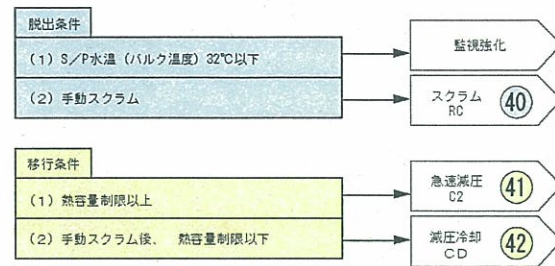 脱出条件
(1) S/P水温 (バルク温度) 32℃以下
監視強化
(2) 手動スクラム
スクラム
RC
40
移行条件
(1) 熱容量制限以上
急速減圧
C2
41
(2) 手動スクラム後、 熱容量制限以下
減圧冷却
CD
42